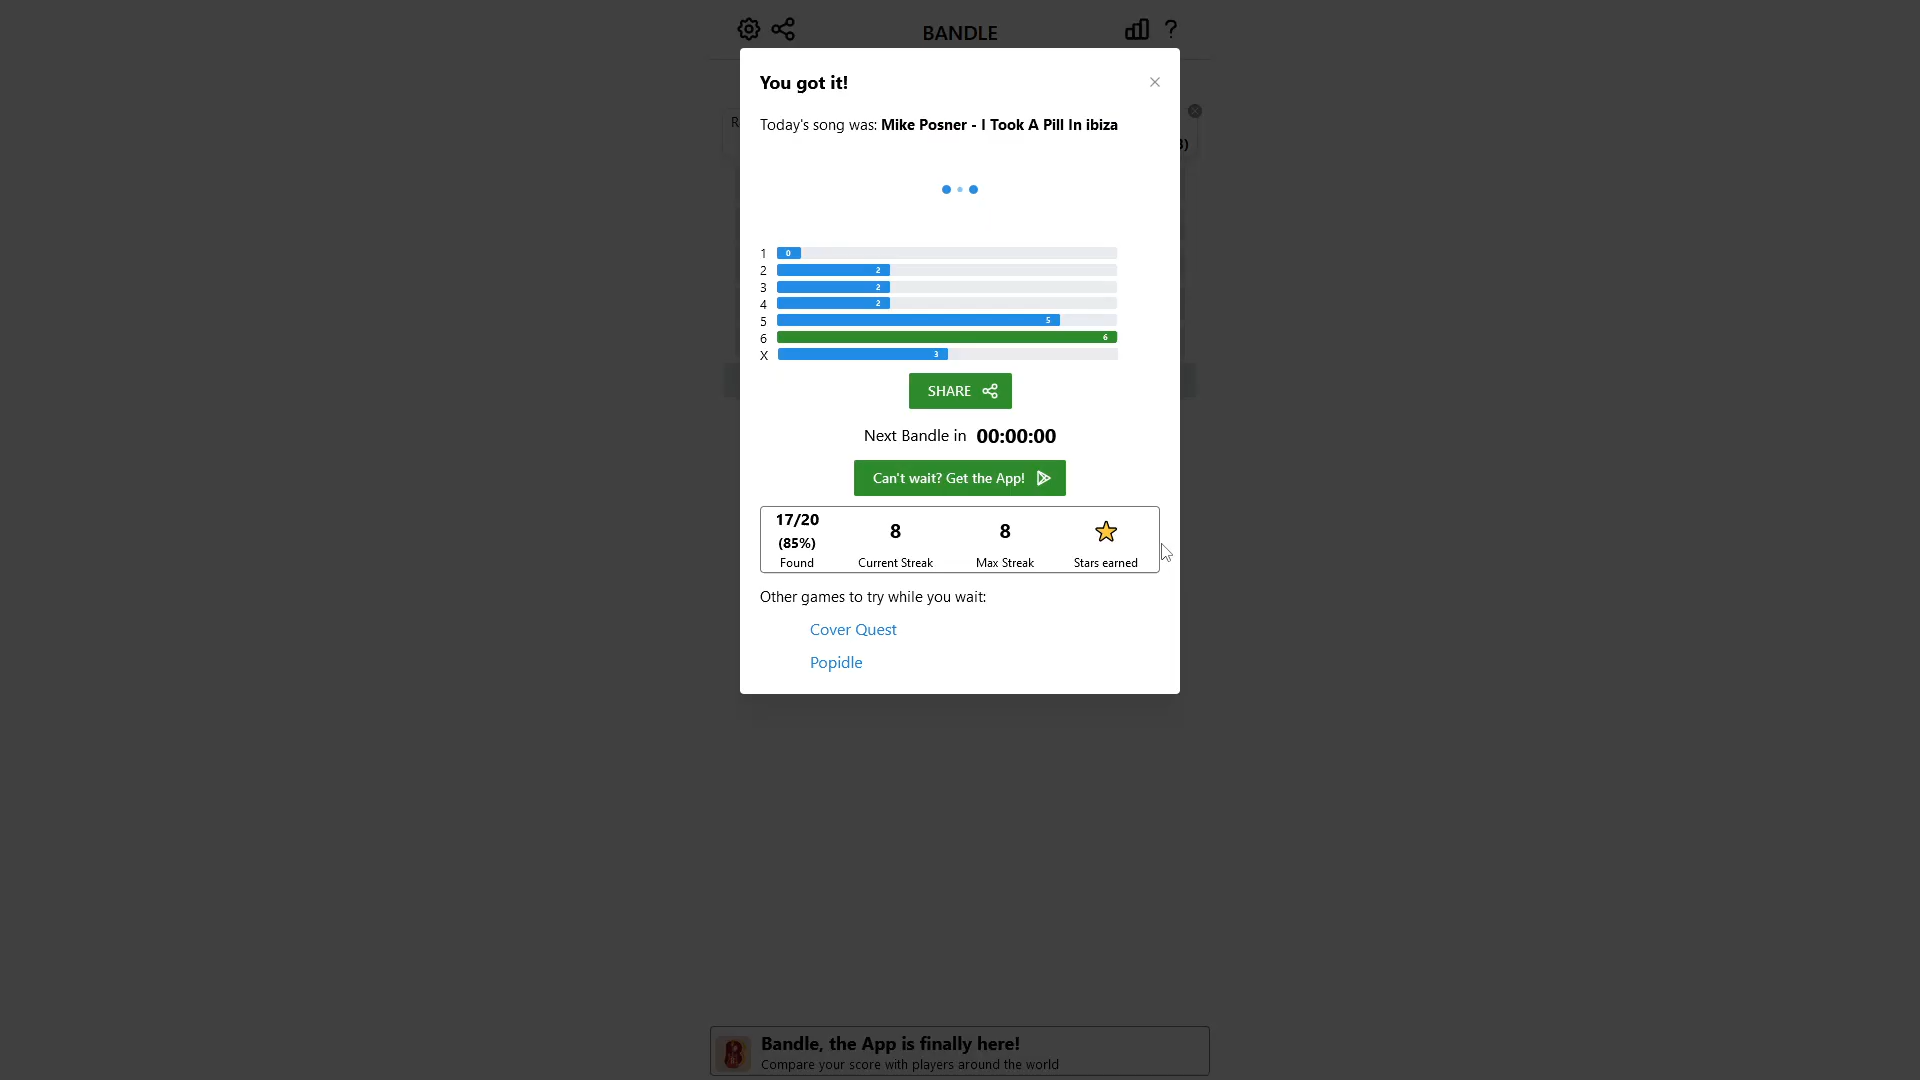 BANDLE
You got it!
Today's song was: Mike Posner - I Took A Pill In ibiza
1 0
2 2
3 2
4 2
5 5
6 6
X 3
SHARE
Next Bandle in 00:00:00
Can't wait? Get the App!
17/20
(85%)
Found
8
Current Streak
8
Max Streak
Stars earned
Other games to try while you wait:
Cover Quest
Popidle
Bandle, the App is finally here!
Compare your score with players around the world